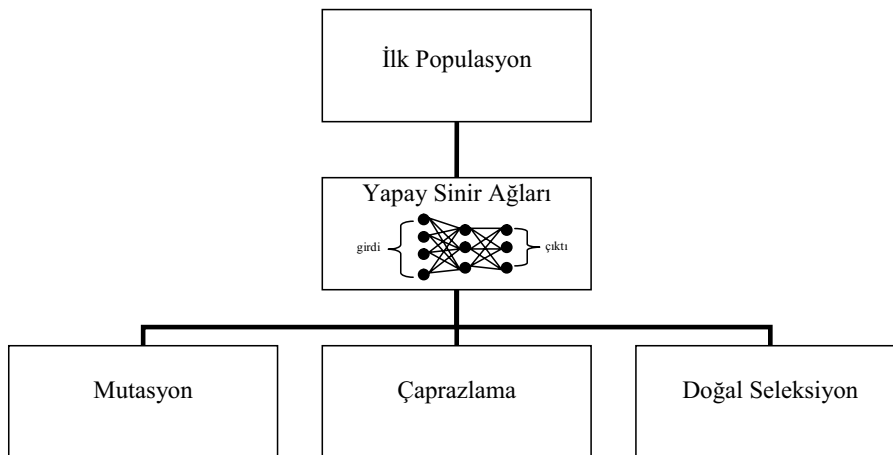 İlk Populasyon
Yapay Sinir Ağları
girdi
çıktı
Mutasyon
Çaprazlama
Doğal Seleksiyon